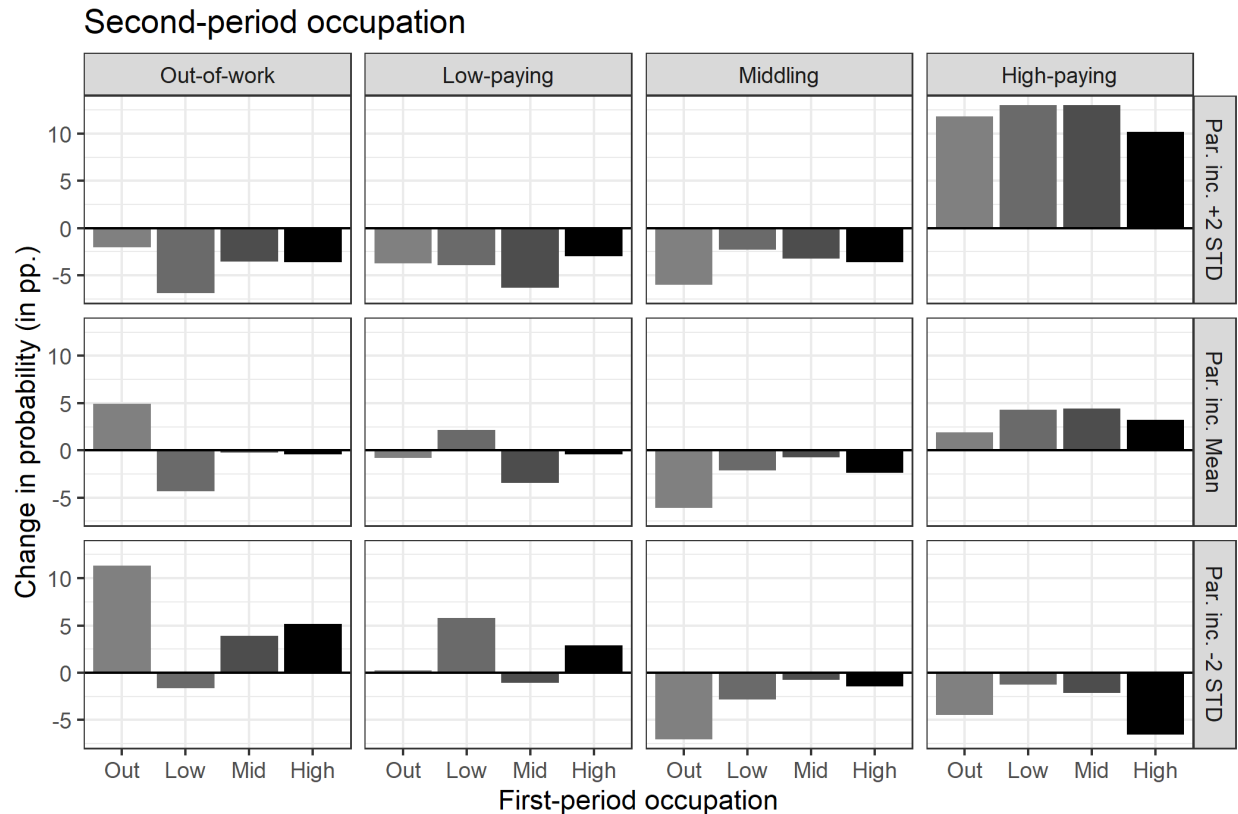 Second-period occupation
Out-of-work Low-paying Middling High-paying
Change in probability (in pp.)
10
5
0
-5
Par. inc. +2 STD
10
5
0
-5
Par. inc. Mean
10
5
0
-5
Par. inc. -2 STD
Out Low Mid High Out Low Mid High Out Low Mid High Out Low Mid High
First-period occupation